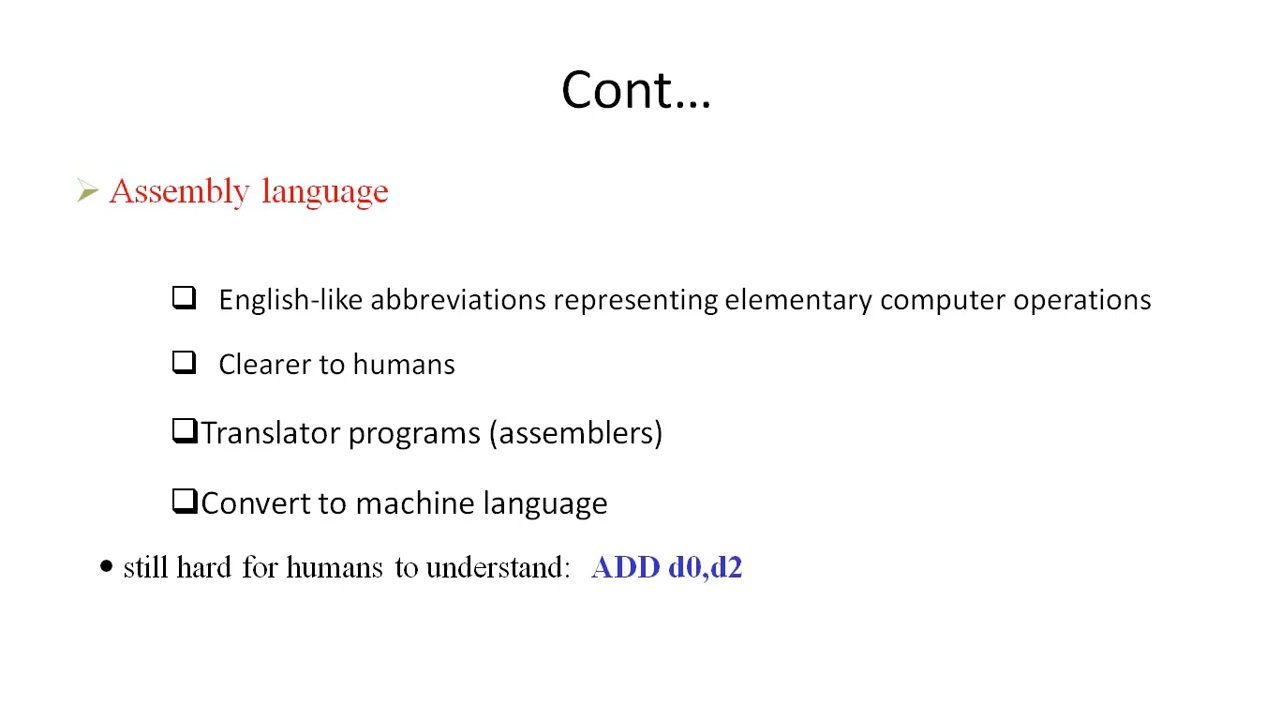 Cont...
Assembly language
English-like abbreviations representing elementary computer operations
Clearer to humans
Translator programs (assemblers)
Convert to machine language
still hard for humans to understand: ADD d0,d2